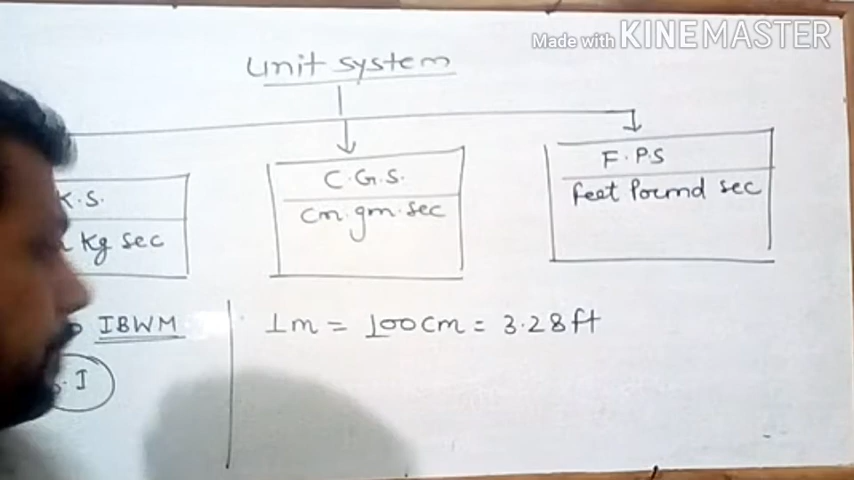 Made with KINEMASTER
Unit system
K.S.
Kg sec
C.G.S.
Cm.gm.sec
F.P.S
feet Pound sec
IBWM
.I
1m = 100cm = 3.28ft